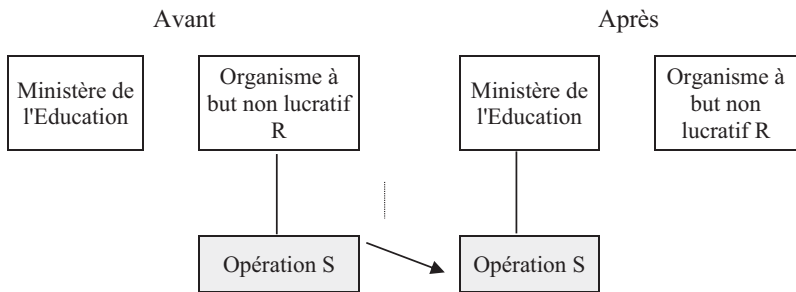 Avant
Après
Ministère de
l'Education
Organisme à
but non lucratif
R
Ministère de
l'Education
Organisme à
but non
lucratif R
Opération S
Opération S